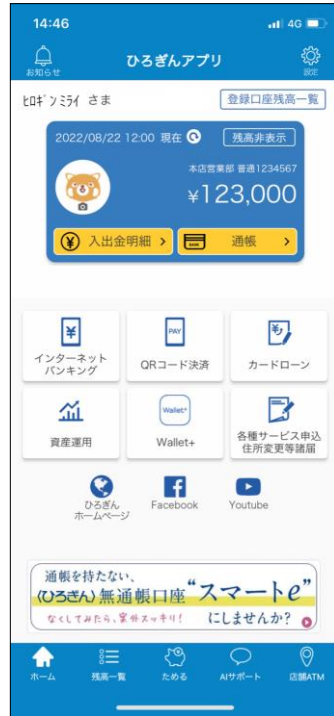 14:46
4G
ひろぎんアプリ
お知らせ
設定
ﾋﾛｷﾞﾝ ﾐﾗｲ さま
登録口座残高一覧
2022/08/22 12:00 現在
残高非表示
本店営業部 普通1234567
¥123,000
入出金明細
通帳
インターネット
バンキング
PAY
QRコード決済
カードローン
資産運用
Wallet+
Wallet+
各種サービス申込
住所変更等諸届
ひろぎん
ホームページ
Facebook
Youtube
通帳を持たない、
〈ひろぎん〉無通帳口座“スマートe”
なくしてみたら、案外スッキリ!
にしませんか?
ホーム
残高一覧
ためる
AIサポート
店舗ATM